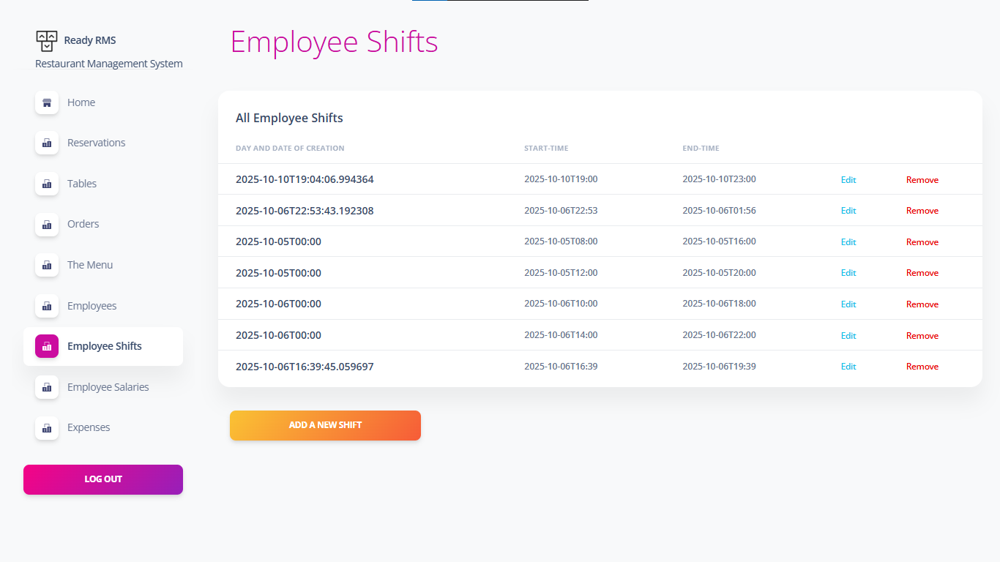 Ready RMS
Restaurant Management System
Home
Reservations
Tables
Orders
The Menu
Employees
Employee Shifts
Employee Salaries
Expenses
LOG OUT
Employee Shifts
All Employee Shifts
DAY AND DATE OF CREATION START-TIME END-TIME
2025-10-10T19:04:06.994364 2025-10-10T19:00 2025-10-10T23:00 Edit Remove
2025-10-06T22:53:43.192308 2025-10-06T22:53 2025-10-06T01:56 Edit Remove
2025-10-05T00:00 2025-10-05T08:00 2025-10-05T16:00 Edit Remove
2025-10-05T00:00 2025-10-05T12:00 2025-10-05T20:00 Edit Remove
2025-10-06T00:00 2025-10-06T10:00 2025-10-06T18:00 Edit Remove
2025-10-06T00:00 2025-10-06T14:00 2025-10-06T22:00 Edit Remove
2025-10-06T16:39:45.059697 2025-10-06T16:39 2025-10-06T19:39 Edit Remove
ADD A NEW SHIFT